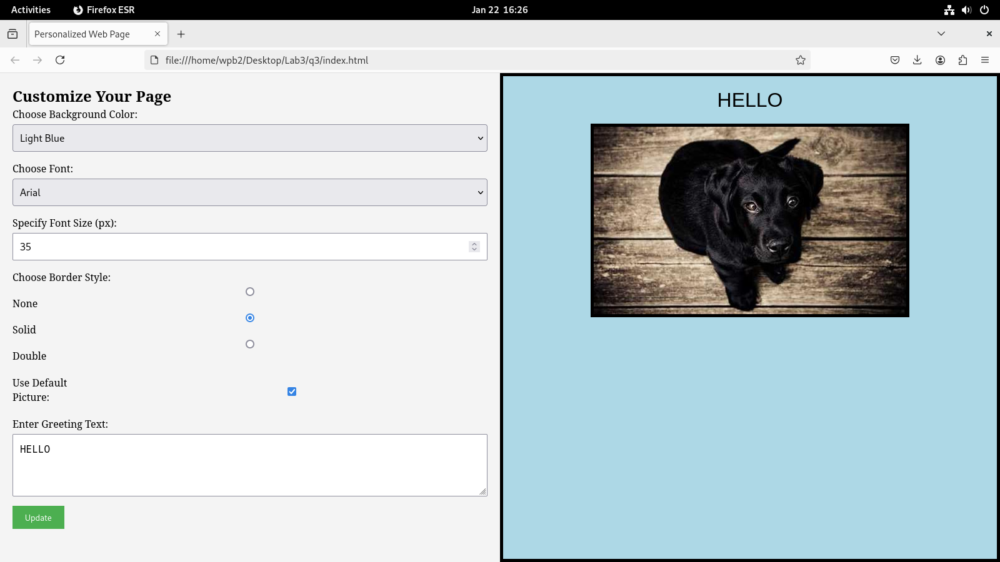 Activities
Firefox ESR
Jan 22 16:26
Personalized Web Page
file:///home/wpb2/Desktop/Lab3/q3/index.html
Customize Your Page
Choose Background Color:
Light Blue
Choose Font:
Arial
Specify Font Size (px):
35
Choose Border Style:
None
Solid
Double
Use Default
Picture:
Enter Greeting Text:
HELLO
Update
HELLO